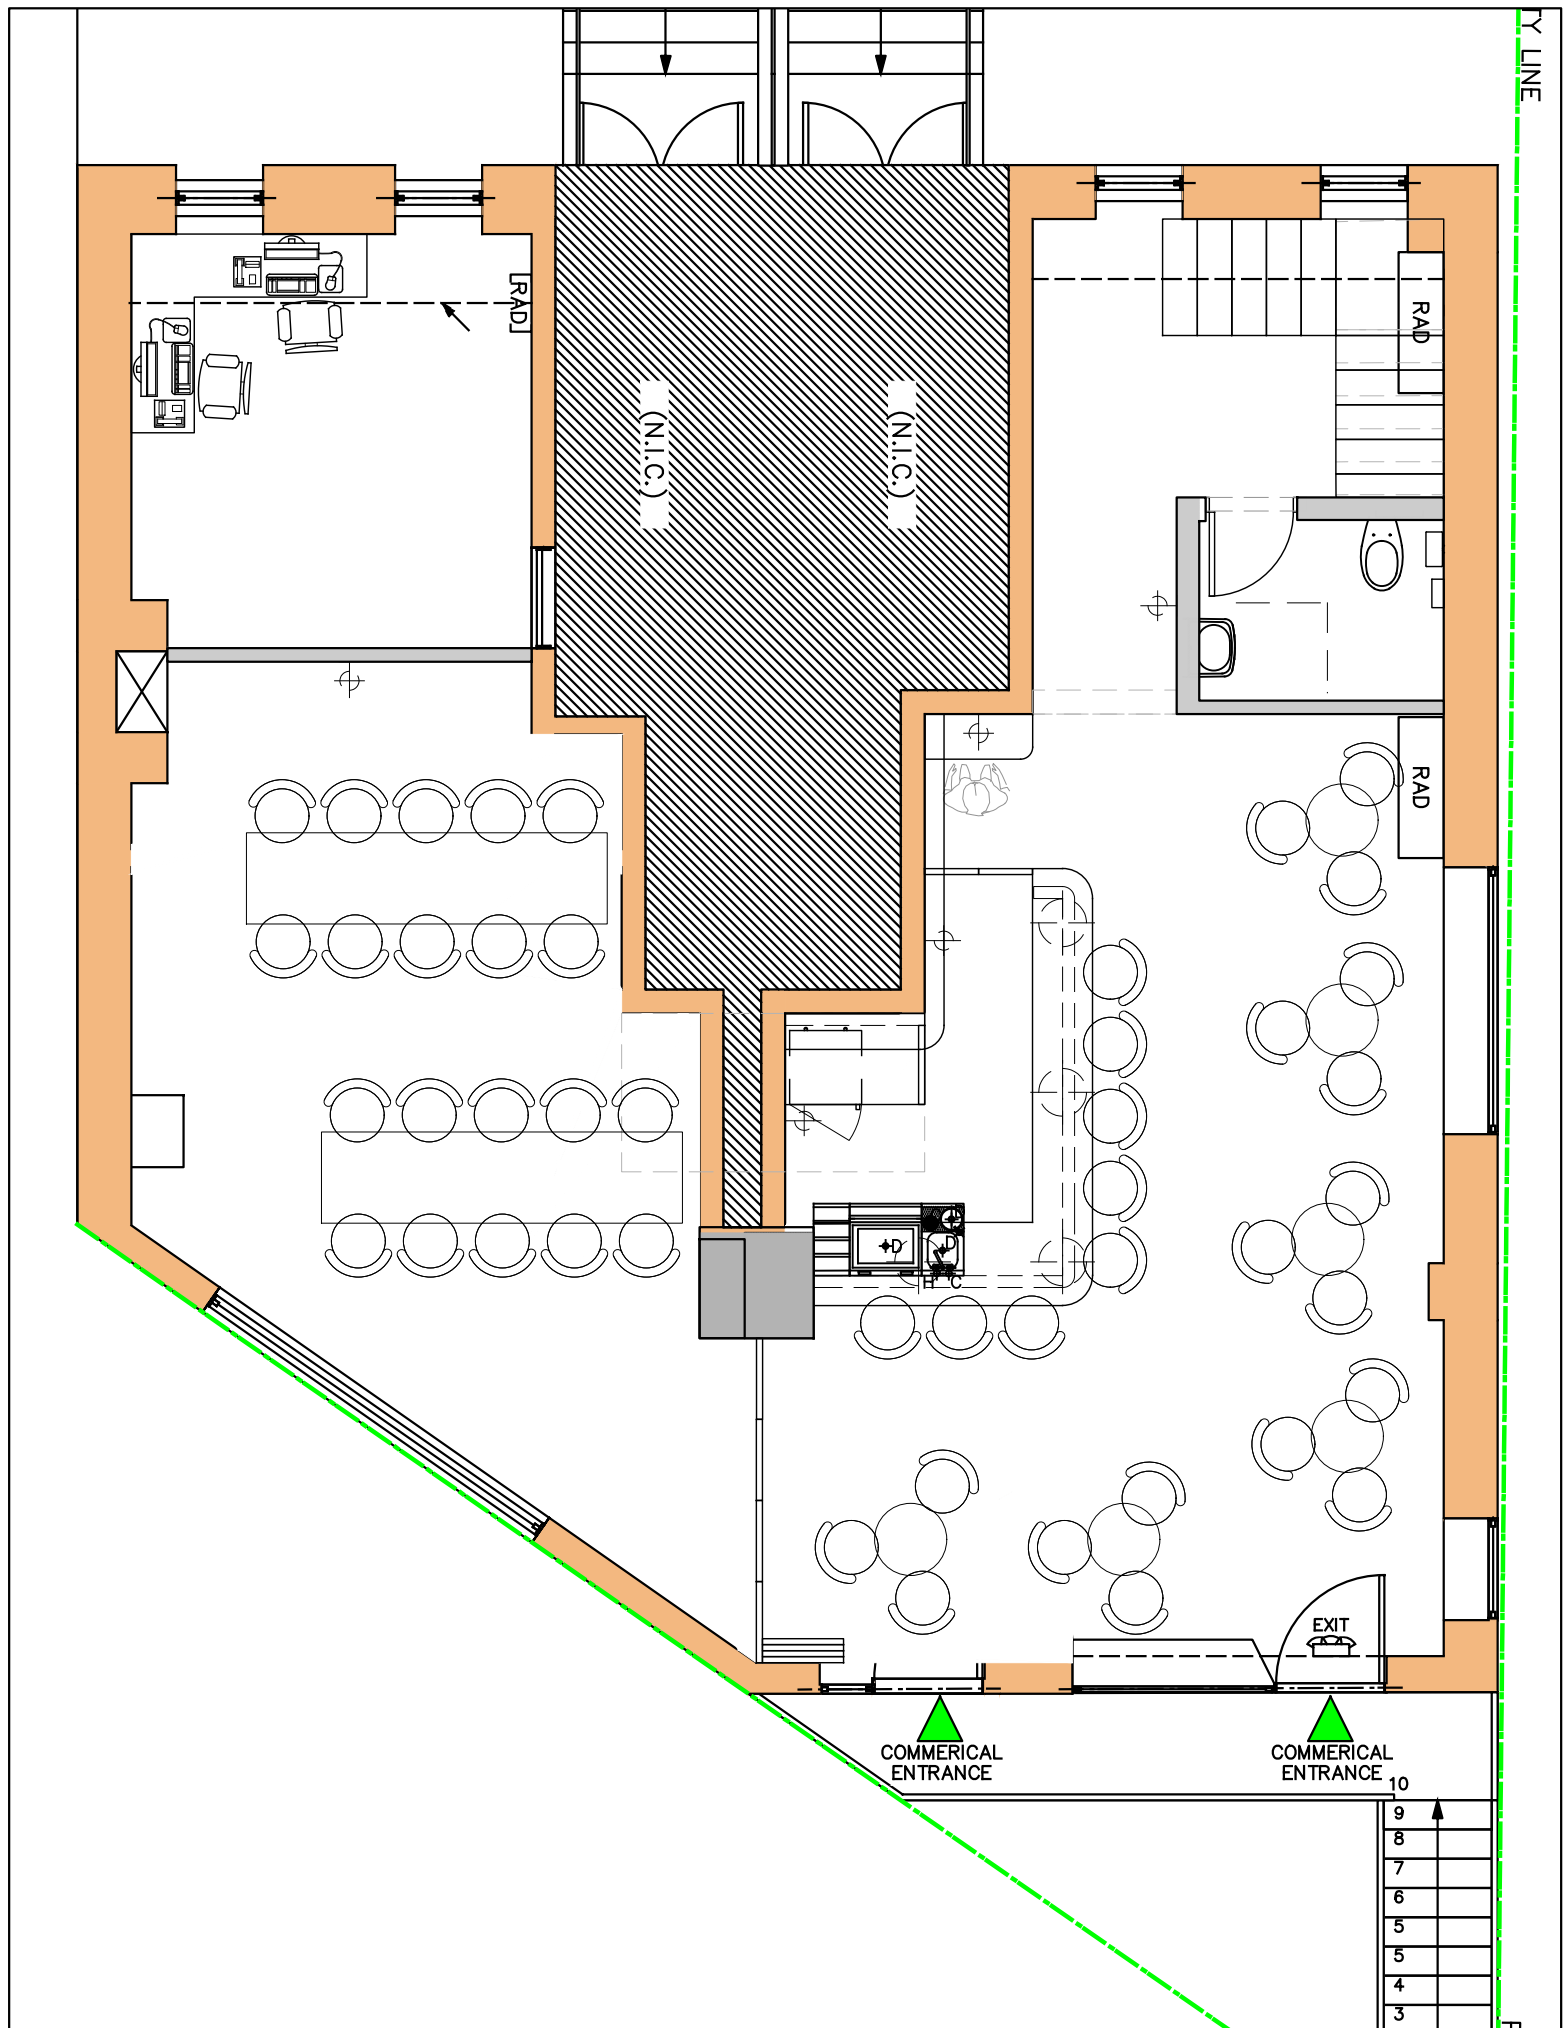 TY LINE
[RAD]
RAD
(N.I.C.)
(N.I.C.)
RAD
D
D
H
C
EXIT
COMMERICAL
ENTRANCE
COMMERICAL
ENTRANCE
10
9
8
7
6
5
5
4
3